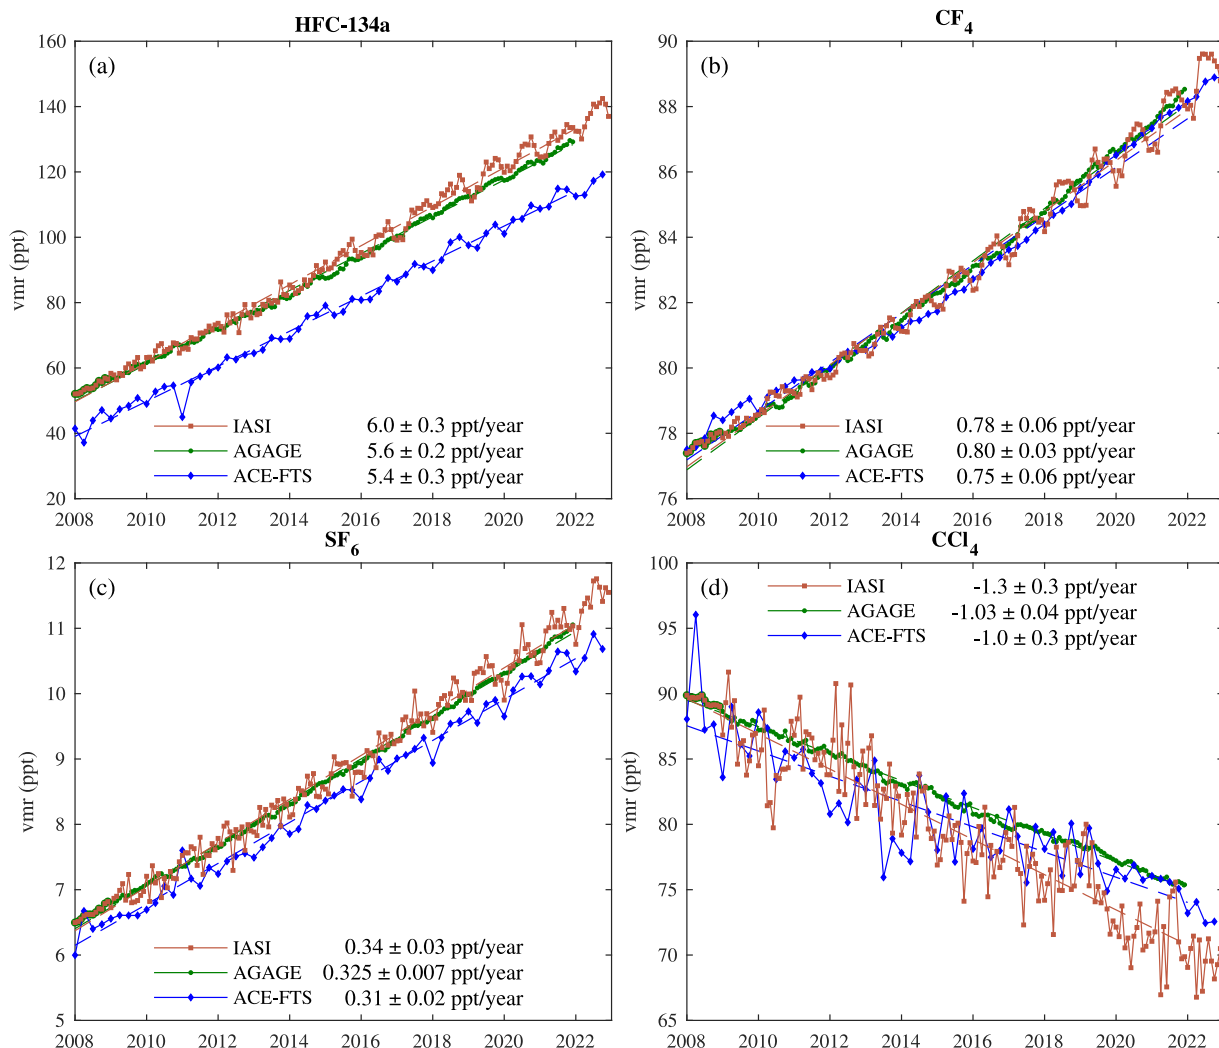 HFC-134a
(a)
vmr (ppt)
160
140
120
100
80
60
40
20
IASI 6.0 ± 0.3 ppt/year
AGAGE 5.6 ± 0.2 ppt/year
ACE-FTS 5.4 ± 0.3 ppt/year
2008 2010 2012 2014 2016 2018 2020 2022
CF4
(b)
vmr (ppt)
90
88
86
84
82
80
78
76
IASI 0.78 ± 0.06 ppt/year
AGAGE 0.80 ± 0.03 ppt/year
ACE-FTS 0.75 ± 0.06 ppt/year
2008 2010 2012 2014 2016 2018 2020 2022
SF6
(c)
vmr (ppt)
12
11
10
9
8
7
6
5
IASI 0.34 ± 0.03 ppt/year
AGAGE 0.325 ± 0.007 ppt/year
ACE-FTS 0.31 ± 0.02 ppt/year
2008 2010 2012 2014 2016 2018 2020 2022
CCl4
(d)
IASI -1.3 ± 0.3 ppt/year
AGAGE -1.03 ± 0.04 ppt/year
ACE-FTS -1.0 ± 0.3 ppt/year
vmr (ppt)
100
95
90
85
80
75
70
65
2008 2010 2012 2014 2016 2018 2020 2022